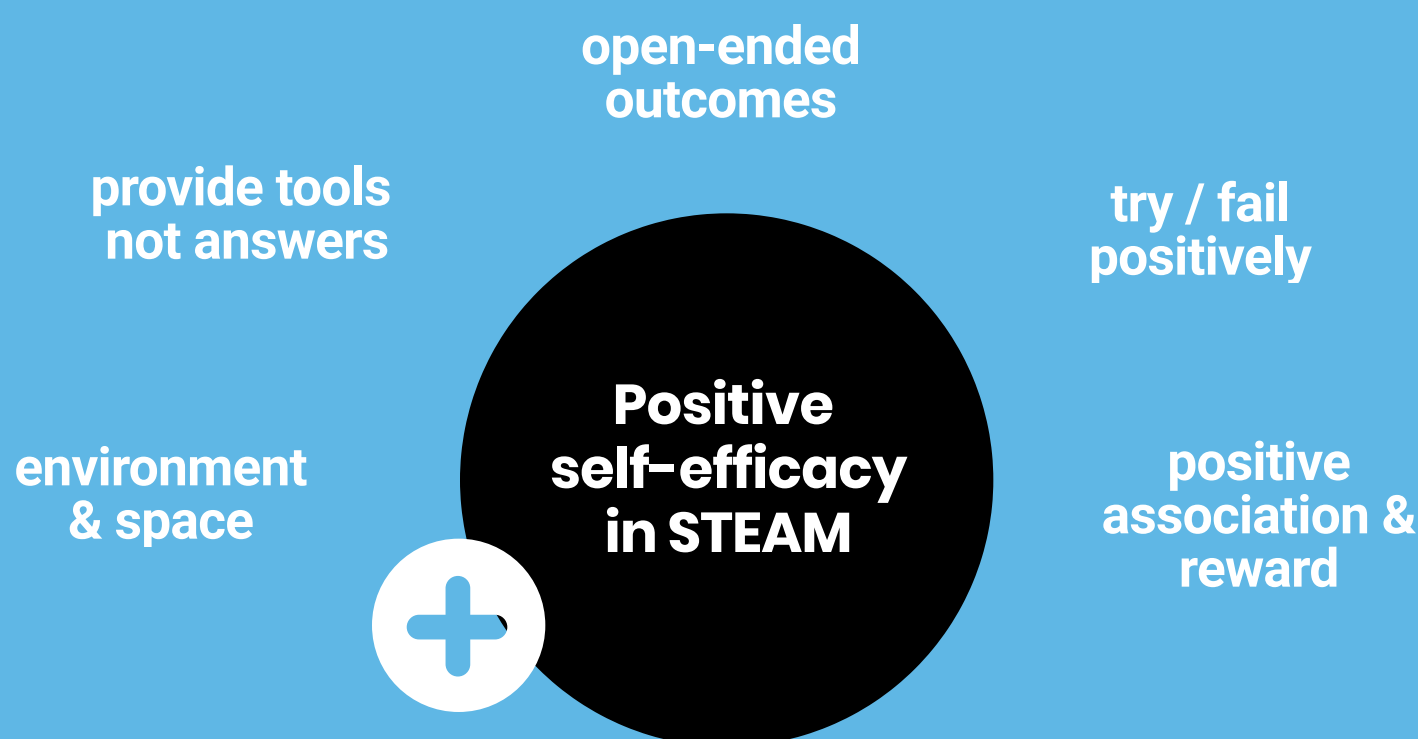 open-ended
outcomes
provide tools
not answers
try / fail
positively
environment
& space
Positive
self-efficacy
in STEAM
positive
association &
reward